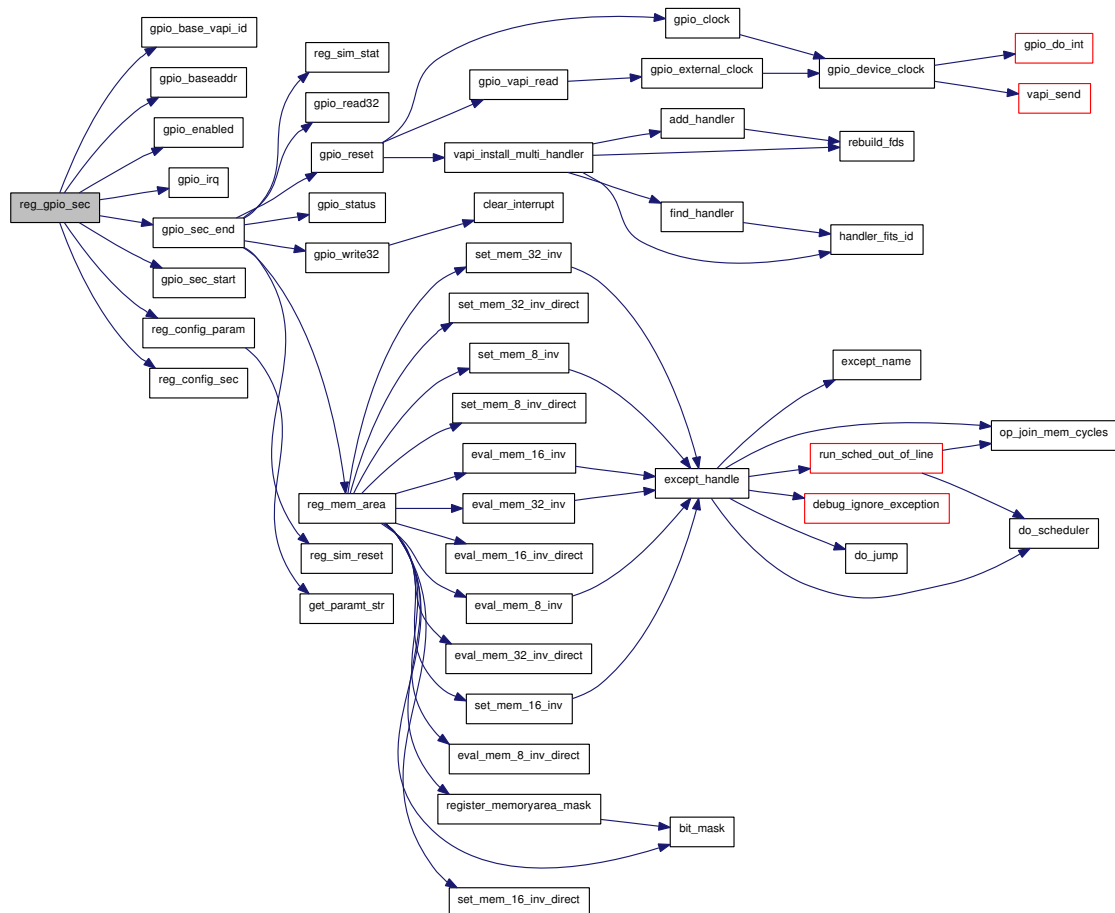 reg_gpio_sec
gpio_base_vapi_id
gpio_baseaddr
gpio_enabled
gpio_irq
gpio_sec_end
gpio_sec_start
reg_config_param
reg_config_sec
reg_sim_stat
gpio_read32
gpio_reset
gpio_status
gpio_write32
reg_mem_area
reg_sim_reset
get_paramt_str
gpio_vapi_read
vapi_install_multi_handler
clear_interrupt
set_mem_32_inv
set_mem_32_inv_direct
set_mem_8_inv
set_mem_8_inv_direct
eval_mem_16_inv
eval_mem_32_inv
eval_mem_16_inv_direct
eval_mem_8_inv
eval_mem_32_inv_direct
set_mem_16_inv
eval_mem_8_inv_direct
register_memoryarea_mask
set_mem_16_inv_direct
gpio_clock
gpio_external_clock
add_handler
find_handler
except_handle
bit_mask
gpio_device_clock
rebuild_fds
handler_fits_id
except_name
run_sched_out_of_line
debug_ignore_exception
do_jump
gpio_do_int
vapi_send
op_join_mem_cycles
do_scheduler